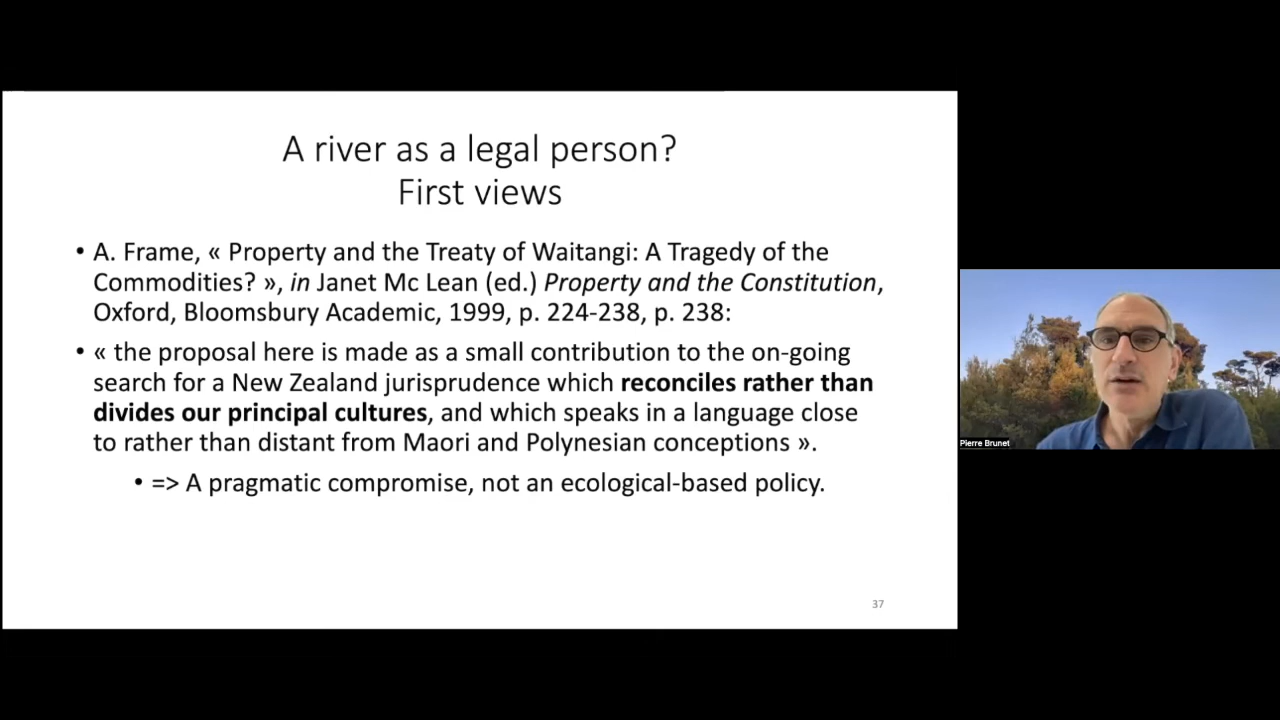 A river as a legal person?
First views
• A. Frame, « Property and the Treaty of Waitangi: A Tragedy of the
Commodities? », in Janet Mc Lean (ed.) Property and the Constitution,
Oxford, Bloomsbury Academic, 1999, p. 224-238, p. 238:
• « the proposal here is made as a small contribution to the on-going
search for a New Zealand jurisprudence which reconciles rather than
divides our principal cultures, and which speaks in a language close
to rather than distant from Maori and Polynesian conceptions ».
• => A pragmatic compromise, not an ecological-based policy.
37
Pierre Brunet